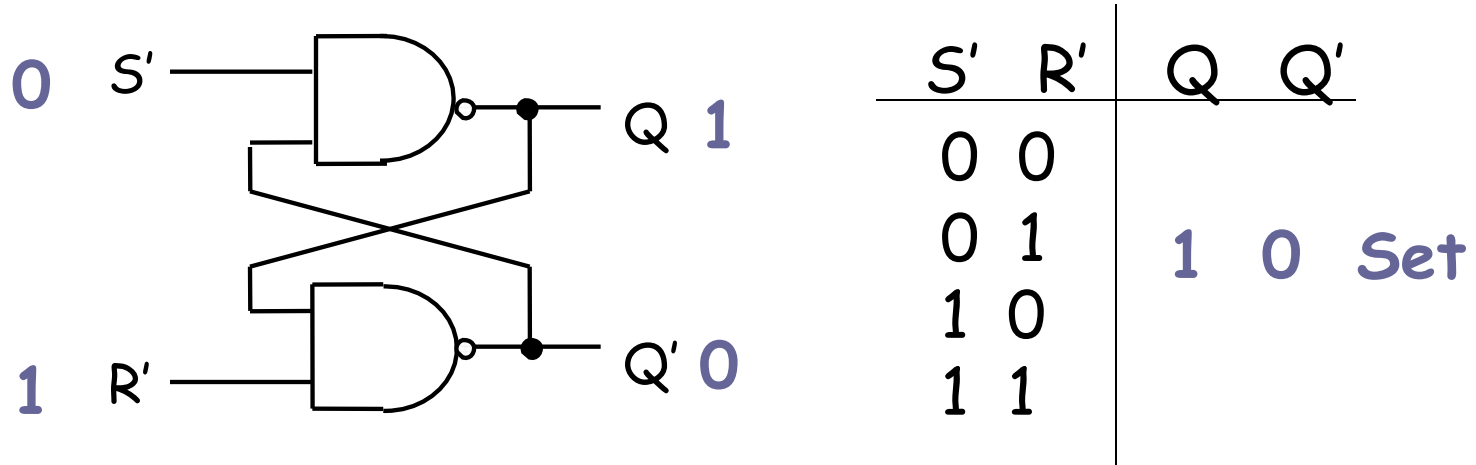 0 S'
Q 1
1 R'
Q' 0
S' R' Q Q'
0 0
0 1 1 0 Set
1 0
1 1